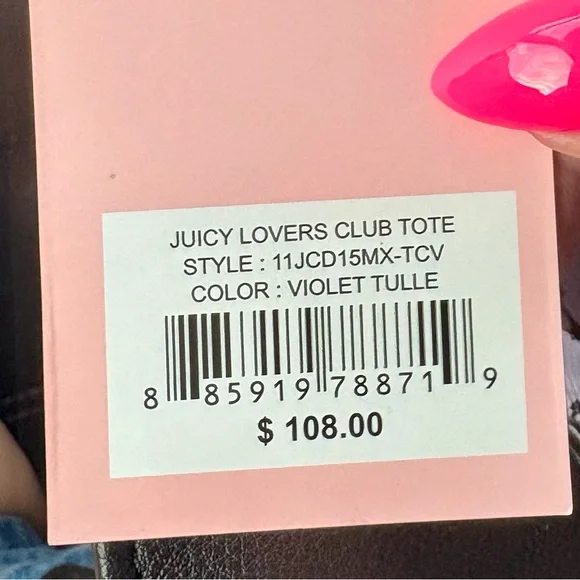 JUICY LOVERS CLUB TOTE
STYLE : 11JCD15MX-TCV
COLOR : VIOLET TULLE
8 85919 78871 9
$ 108.00